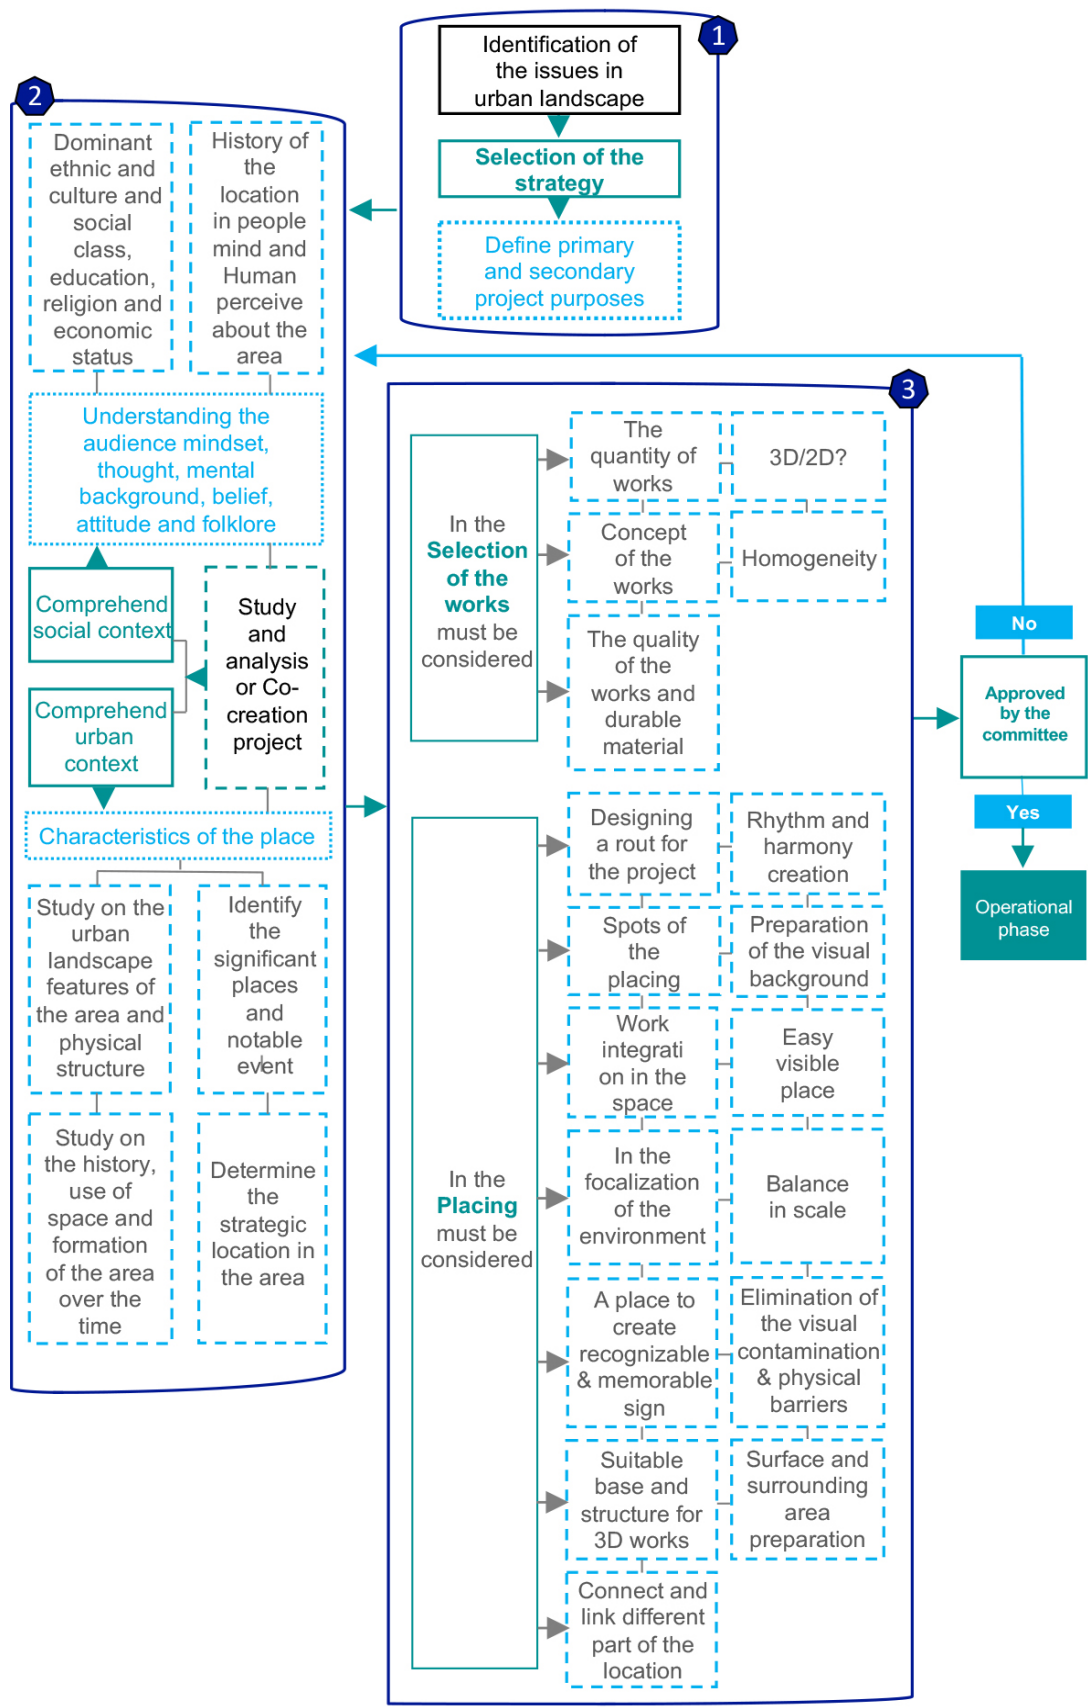 1
Identification of
the issues in
urban landscape
Selection of the
strategy
Define primary
and secondary
project purposes
2
Dominant
ethnic and
culture and
social
class,
education,
religion and
economic
status
History of
the
location
in people
mind and
Human
perceive
about the
area
Understanding the
audience mindset,
thought, mental
background, belief,
attitude and folklore
Comprehend
social context
Study
and
analysis
or Co-
creation
project
Comprehend
urban
context
Characteristics of the place
Study on the
urban
landscape
features of
the area and
physical
structure
Identify
the
significant
places
and
notable
event
Study on
the history,
use of
space and
formation
of the area
over the
time
Determine
the
strategic
location in
the area
3
In the
Selection
of the
works
must be
considered
The
quantity of
works
3D/2D?
Concept
of the
works
Homogeneity
The quality
of the
works and
durable
material
In the
Placing
must be
considered
Designing
a rout for
the project
Rhythm and
harmony
creation
Spots of
the
placing
Preparation
of the visual
background
Work
integrati
on in the
space
Easy
visible
place
In the
focalization
of the
environment
Balance
in scale
A place to
create
recognizable
& memorable
sign
Elimination of
the visual
contamination
& physical
barriers
Suitable
base and
structure for
3D works
Surface and
surrounding
area
preparation
Connect and
link different
part of the
location
No
Approved
by the
committee
Yes
Operational
phase